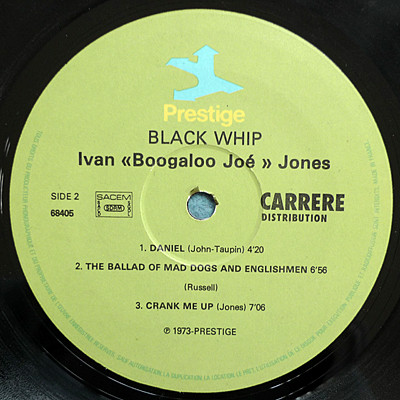 Prestige
BLACK WHIP
Ivan «Boogaloo Joé » Jones
SIDE 2
68405
SACEM
SDRM
CARRERE
DISTRIBUTION
1. DANIEL (John-Taupin) 4'20
2. THE BALLAD OF MAD DOGS AND ENGLISHMEN 6'56
(Russell)
3. CRANK ME UP (Jones) 7'06
℗ 1973-PRESTIGE